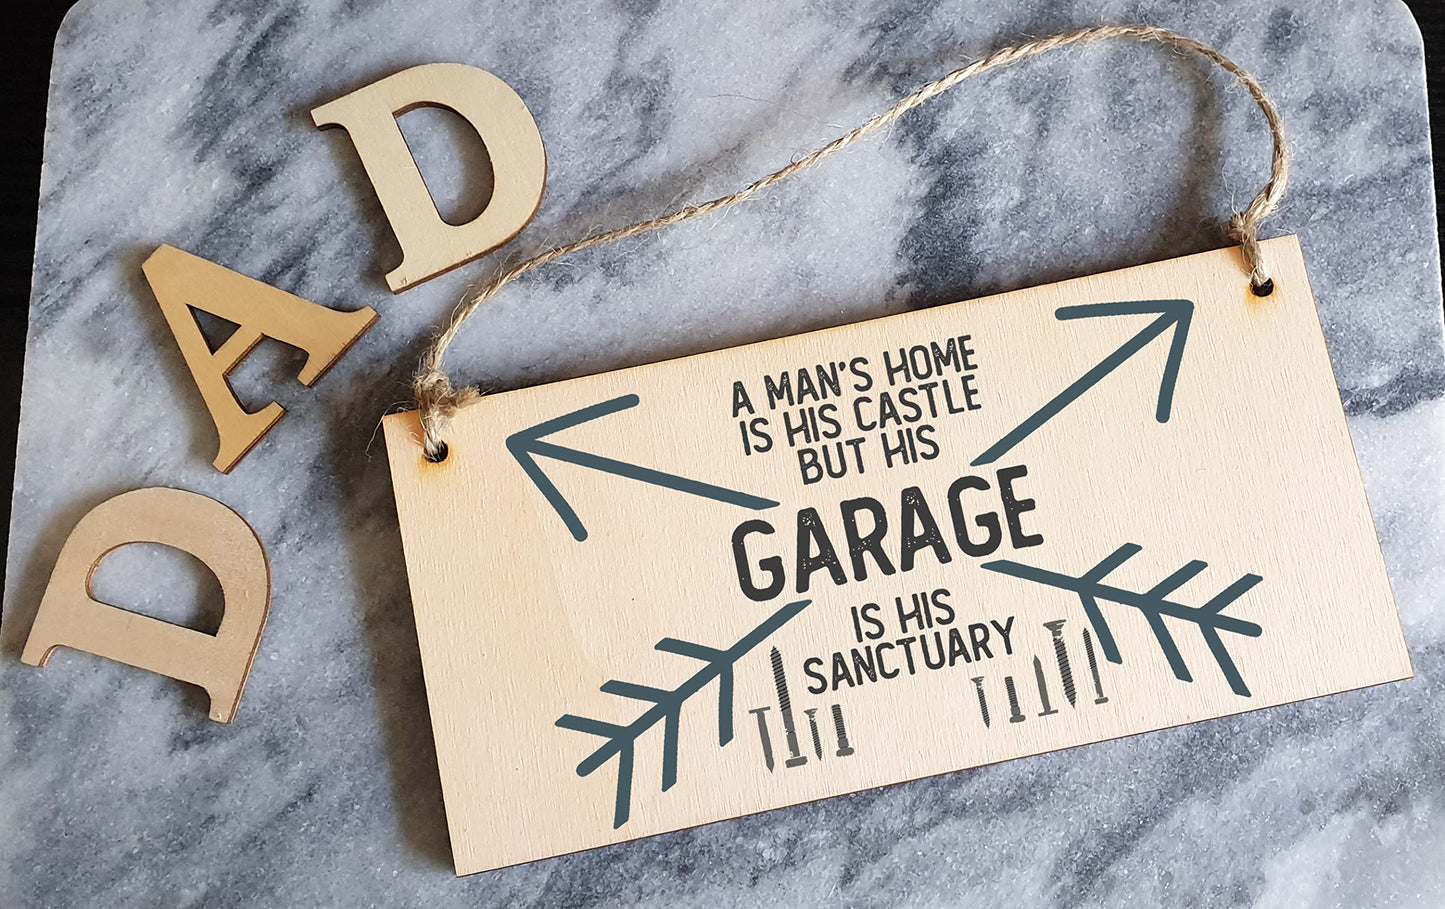 DAD
A MAN'S HOME
IS HIS CASTLE
BUT HIS
GARAGE
IS HIS
SANCTUARY